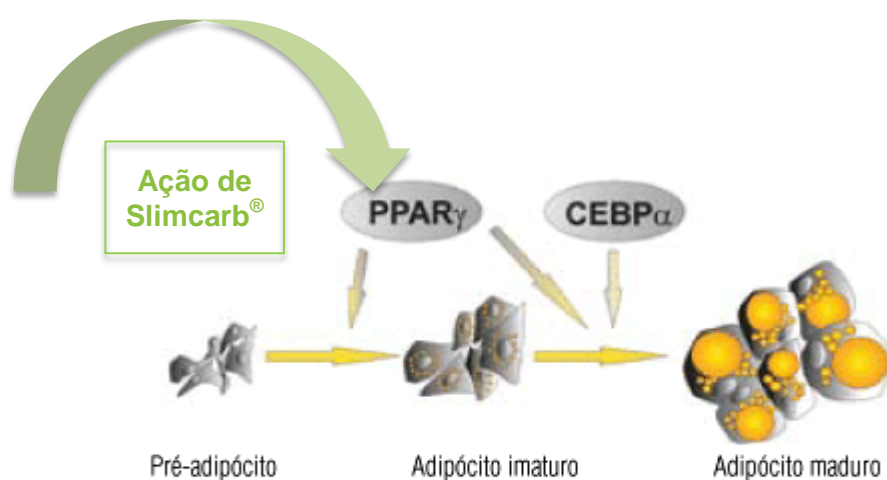 Ação de
Slimcarb®
PPARγ
CEBPα
Pré-adipócito
Adipócito imaturo
Adipócito maduro